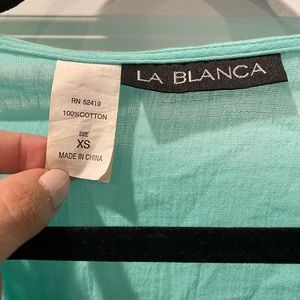 RN 52419
100%COTTON
SIZE
XS
MADE IN CHINA
LA BLANCA